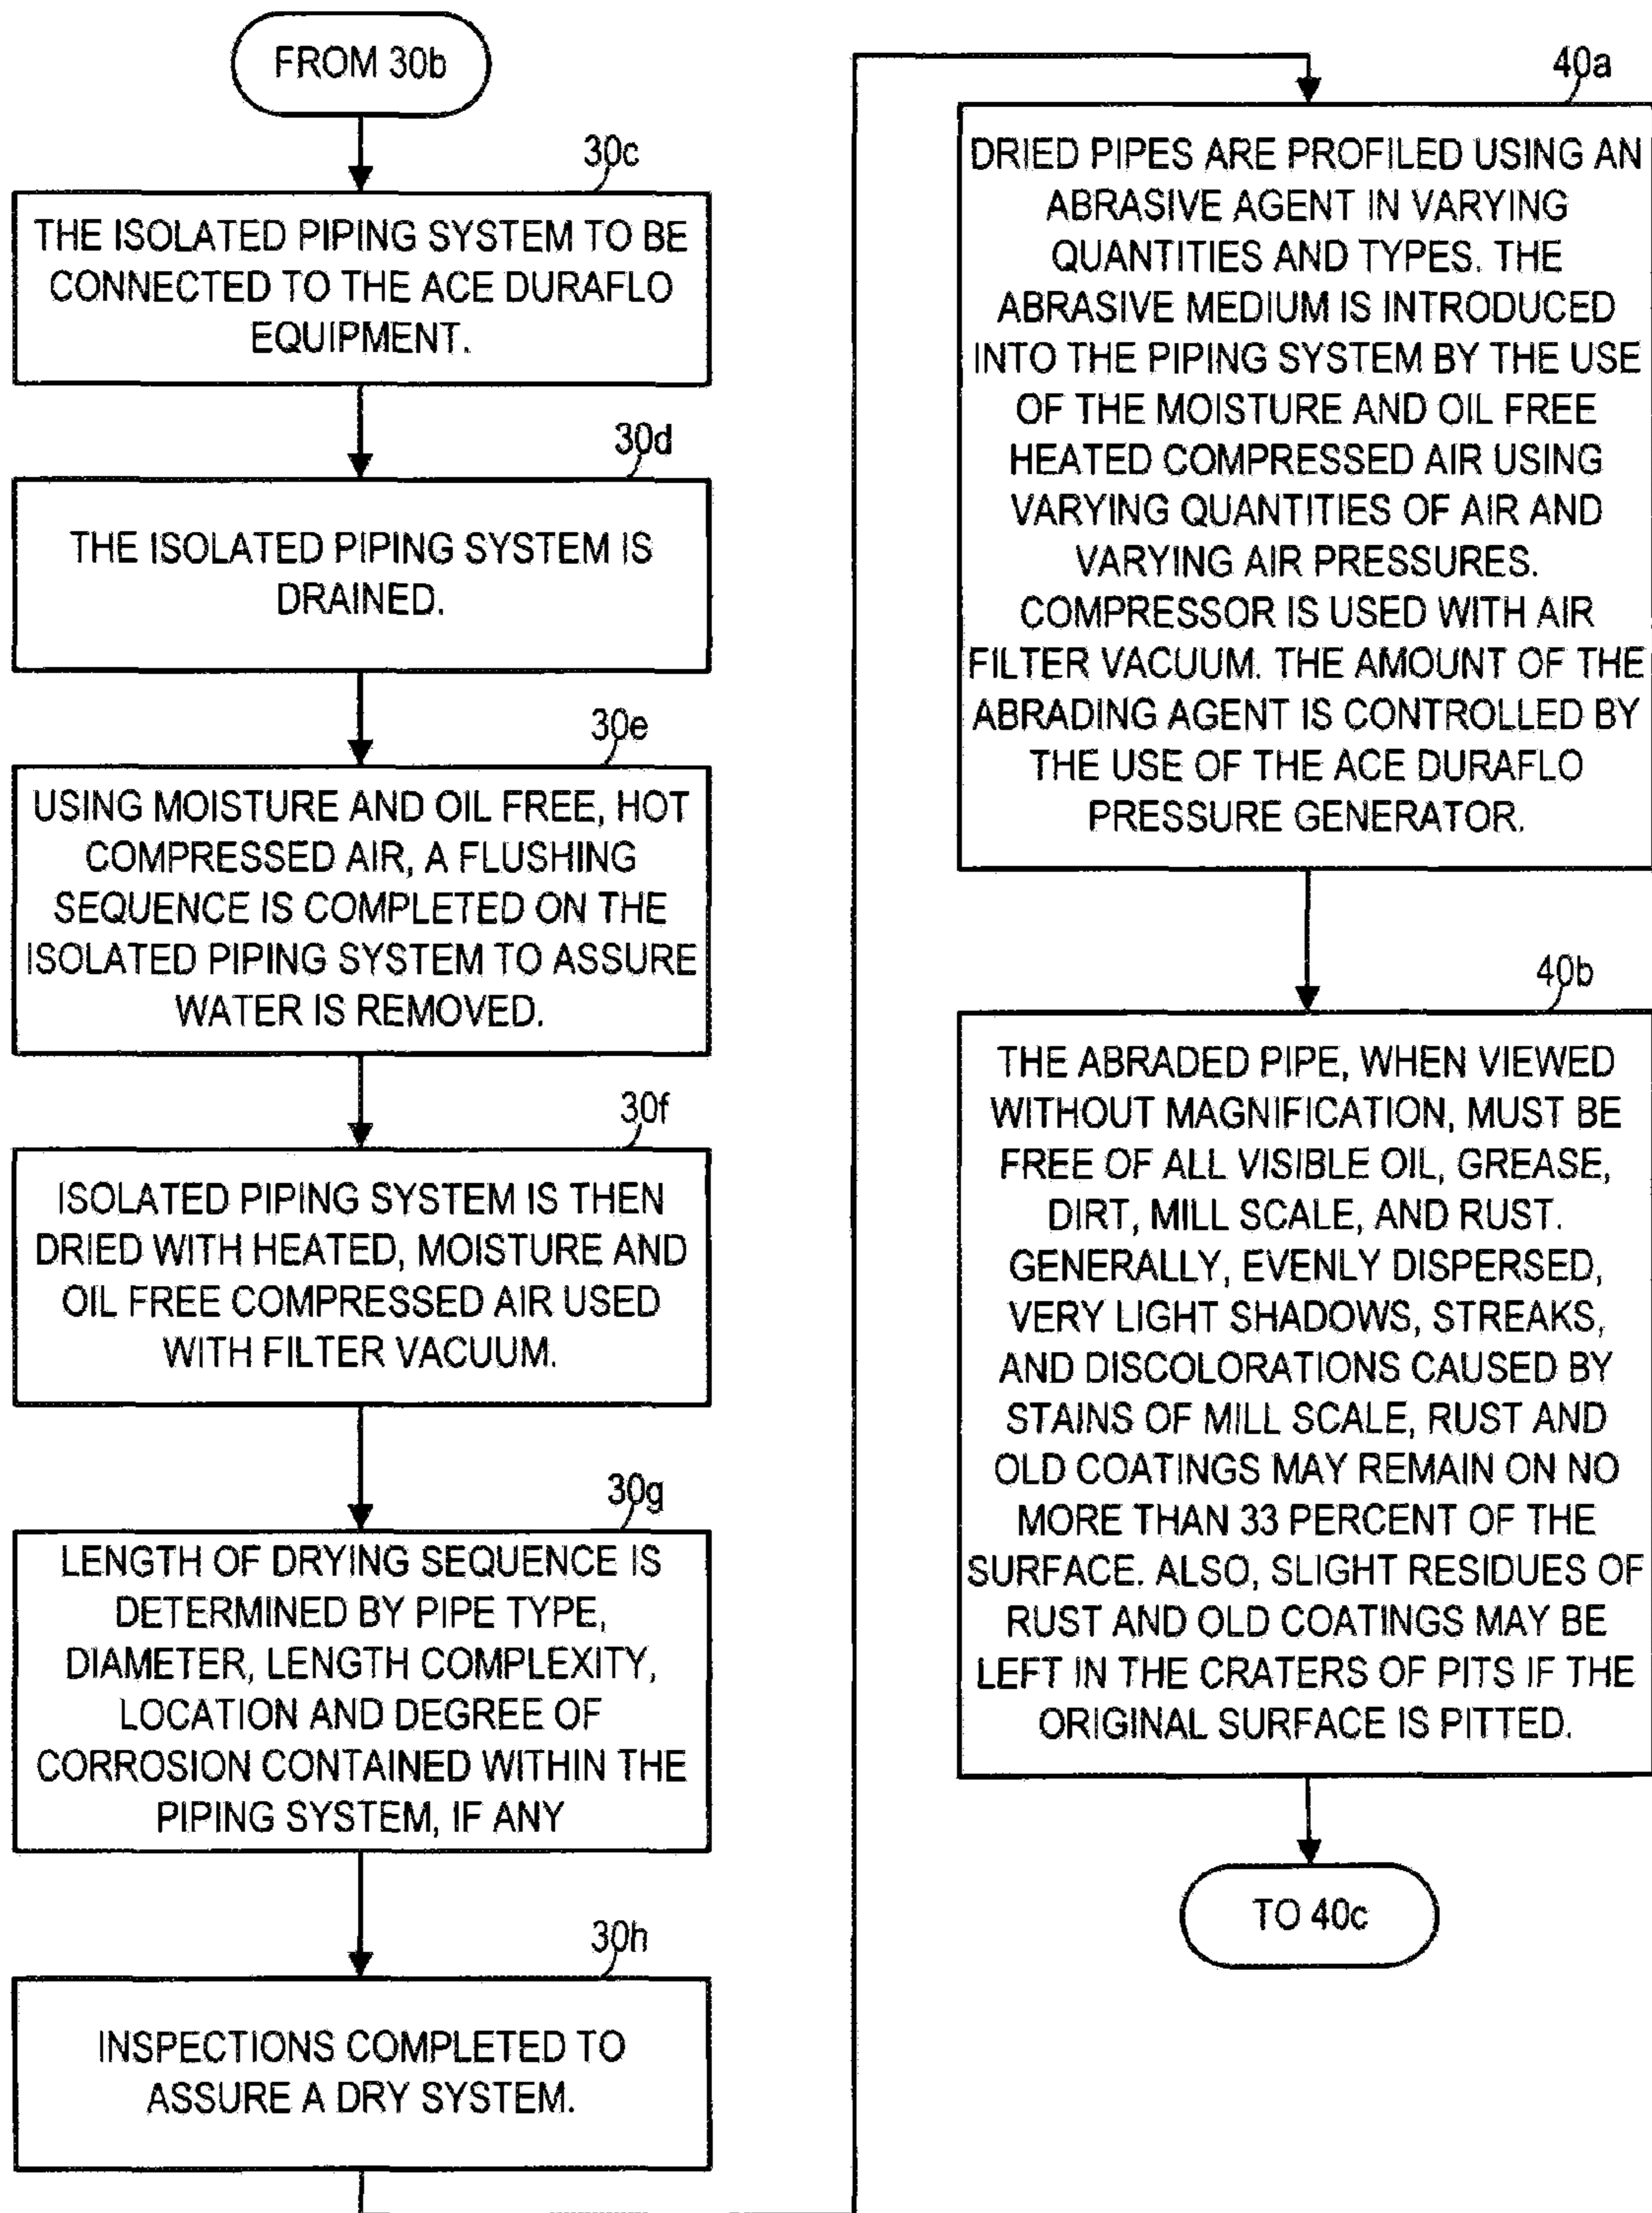 FROM 30b
30c
THE ISOLATED PIPING SYSTEM TO BE
CONNECTED TO THE ACE DURAFLO
EQUIPMENT.
30d
THE ISOLATED PIPING SYSTEM IS
DRAINED.
30e
USING MOISTURE AND OIL FREE, HOT
COMPRESSED AIR, A FLUSHING
SEQUENCE IS COMPLETED ON THE
ISOLATED PIPING SYSTEM TO ASSURE
WATER IS REMOVED.
30f
ISOLATED PIPING SYSTEM IS THEN
DRIED WITH HEATED, MOISTURE AND
OIL FREE COMPRESSED AIR USED
WITH FILTER VACUUM.
30g
LENGTH OF DRYING SEQUENCE IS
DETERMINED BY PIPE TYPE,
DIAMETER, LENGTH COMPLEXITY,
LOCATION AND DEGREE OF
CORROSION CONTAINED WITHIN THE
PIPING SYSTEM, IF ANY
30h
INSPECTIONS COMPLETED TO
ASSURE A DRY SYSTEM.
40a
DRIED PIPES ARE PROFILED USING AN
ABRASIVE AGENT IN VARYING
QUANTITIES AND TYPES. THE
ABRASIVE MEDIUM IS INTRODUCED
INTO THE PIPING SYSTEM BY THE USE
OF THE MOISTURE AND OIL FREE
HEATED COMPRESSED AIR USING
VARYING QUANTITIES OF AIR AND
VARYING AIR PRESSURES.
COMPRESSOR IS USED WITH AIR
FILTER VACUUM. THE AMOUNT OF THE
ABRADING AGENT IS CONTROLLED BY
THE USE OF THE ACE DURAFLO
PRESSURE GENERATOR.
40b
THE ABRADED PIPE, WHEN VIEWED
WITHOUT MAGNIFICATION, MUST BE
FREE OF ALL VISIBLE OIL, GREASE,
DIRT, MILL SCALE, AND RUST.
GENERALLY, EVENLY DISPERSED,
VERY LIGHT SHADOWS, STREAKS,
AND DISCOLORATIONS CAUSED BY
STAINS OF MILL SCALE, RUST AND
OLD COATINGS MAY REMAIN ON NO
MORE THAN 33 PERCENT OF THE
SURFACE. ALSO, SLIGHT RESIDUES OF
RUST AND OLD COATINGS MAY BE
LEFT IN THE CRATERS OF PITS IF THE
ORIGINAL SURFACE IS PITTED.
TO 40c